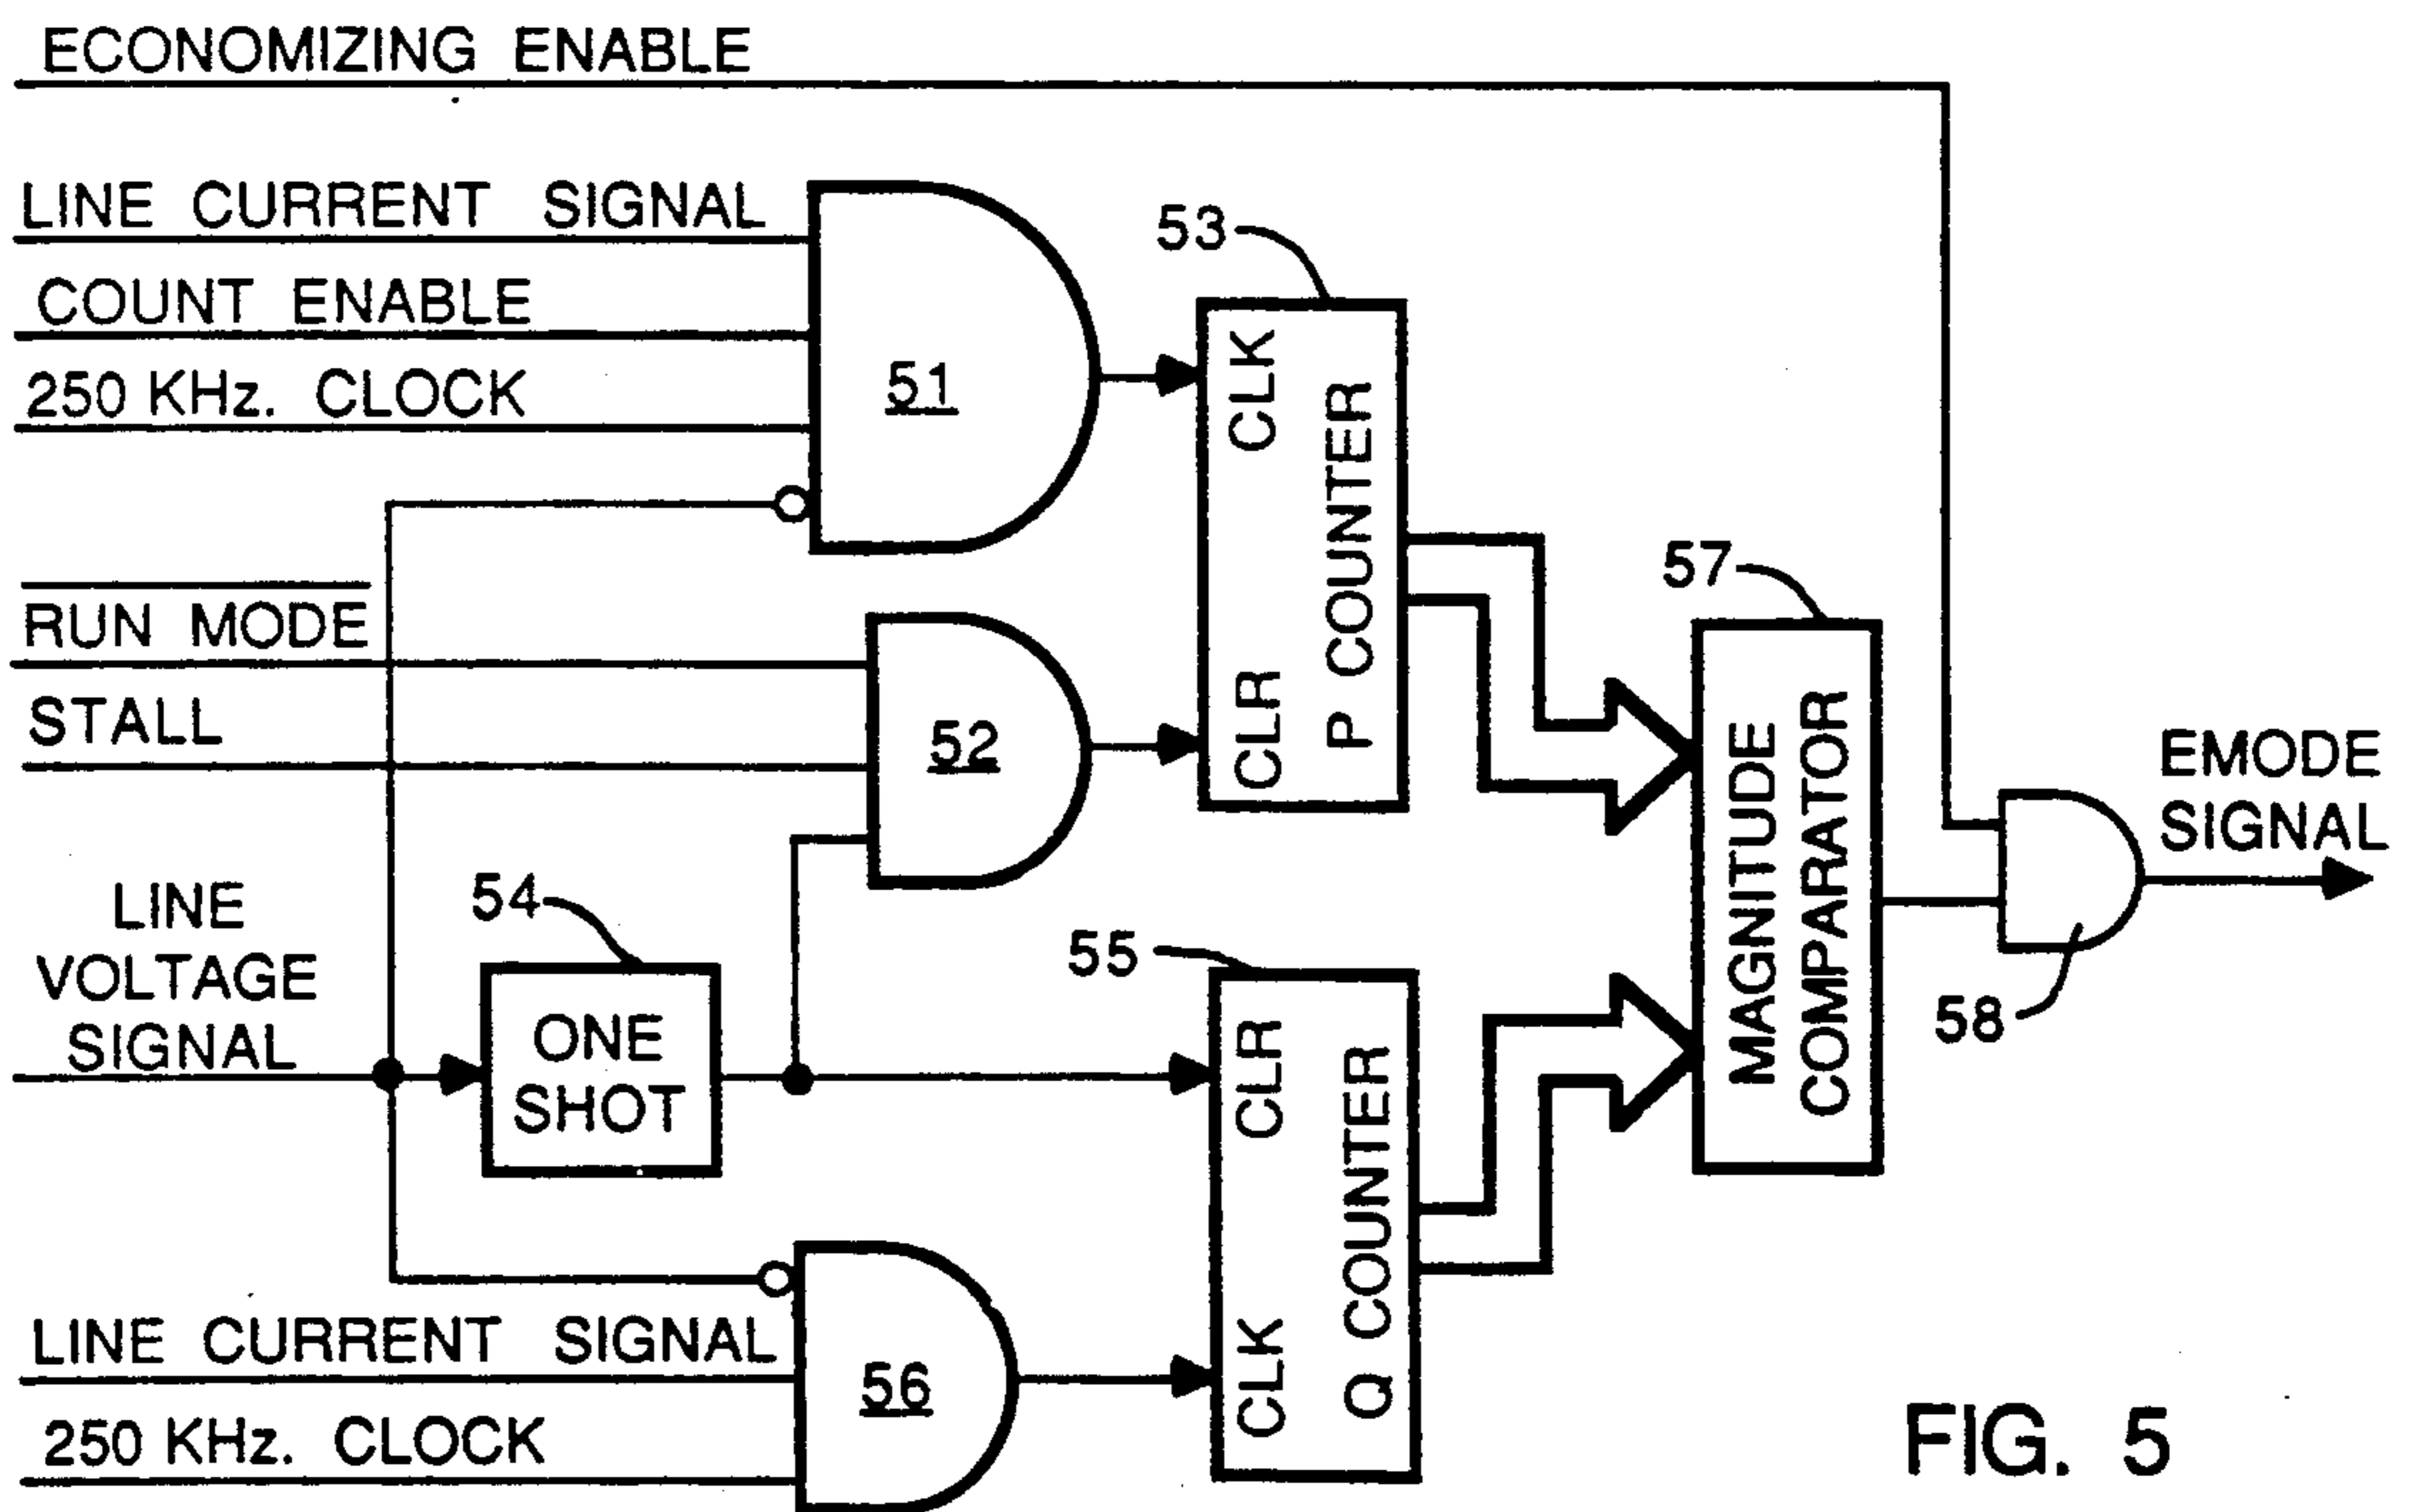 ECONOMIZING ENABLE
LINE CURRENT SIGNAL
COUNT ENABLE
250 KHz. CLOCK
51
53
CLK
CLR
P COUNTER
RUN MODE
STALL
52
57
MAGNITUDE
COMPARATOR
EMODE
SIGNAL
58
LINE
VOLTAGE
SIGNAL
54
ONE
SHOT
55
CLR
CLK
Q COUNTER
LINE CURRENT SIGNAL
250 KHz. CLOCK
56
FIG. 5